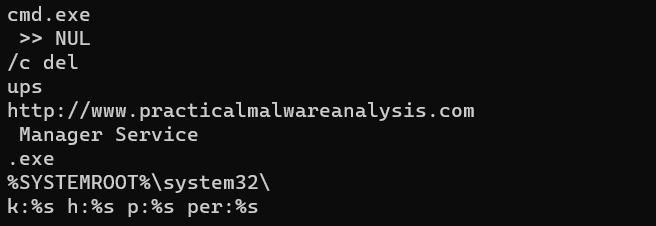 cmd.exe
 >> NUL
/c del
ups
http://www.practicalmalwareanalysis.com
 Manager Service
.exe
%SYSTEMROOT%\system32\
k:%s h:%s p:%s per:%s